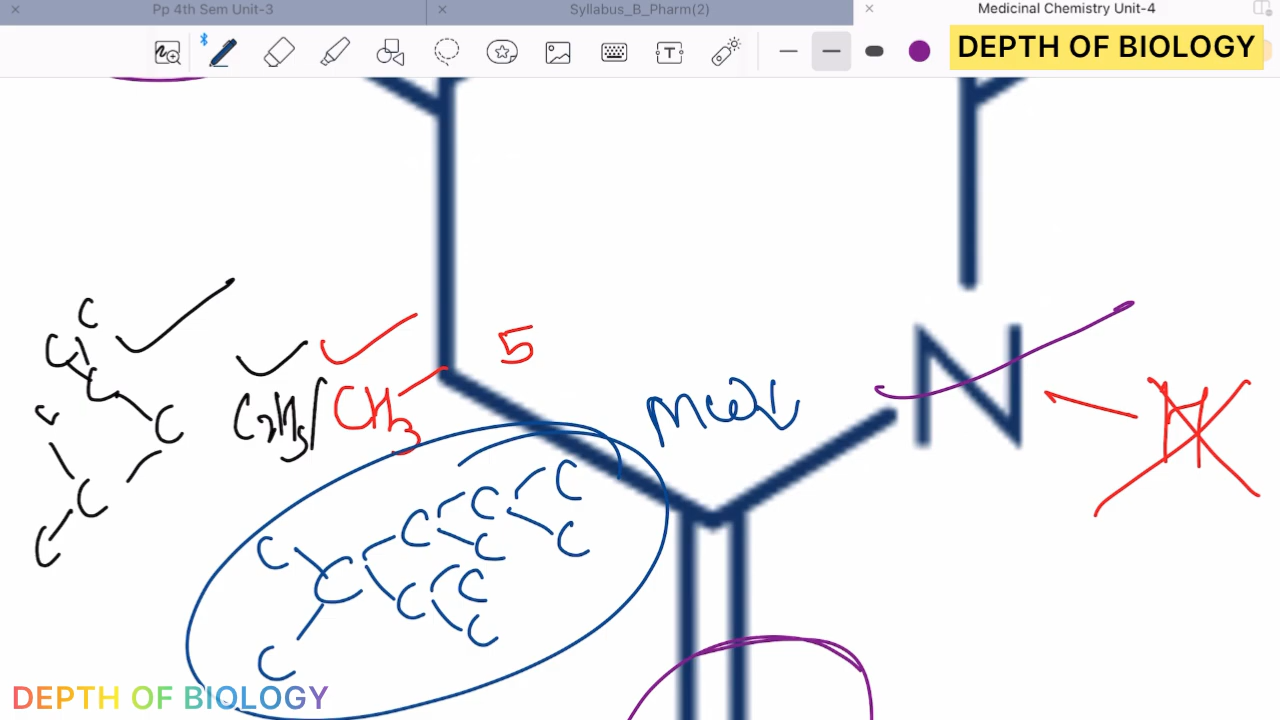 Pp 4th Sem Unit-3
Syllabus_B_Pharm(2)
Medicinal Chemistry Unit-4
DEPTH OF BIOLOGY
T
5
N
H
C
C
C
C
C
C
C2H5/
CH3
C
C
C
C
C
C
C
C
C
C
C
DEPTH OF BIOLOGY